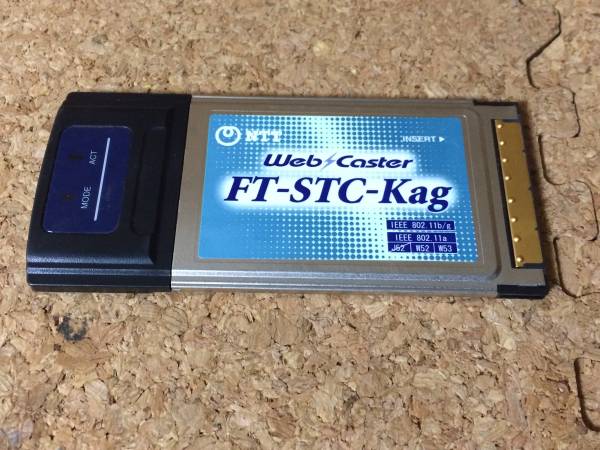 NTT
INSERT ▶
Web Caster
FT-STC-Kag
IEEE 802.11b/g
IEEE 802.11a
J52 W52 W53
ACT
MODE